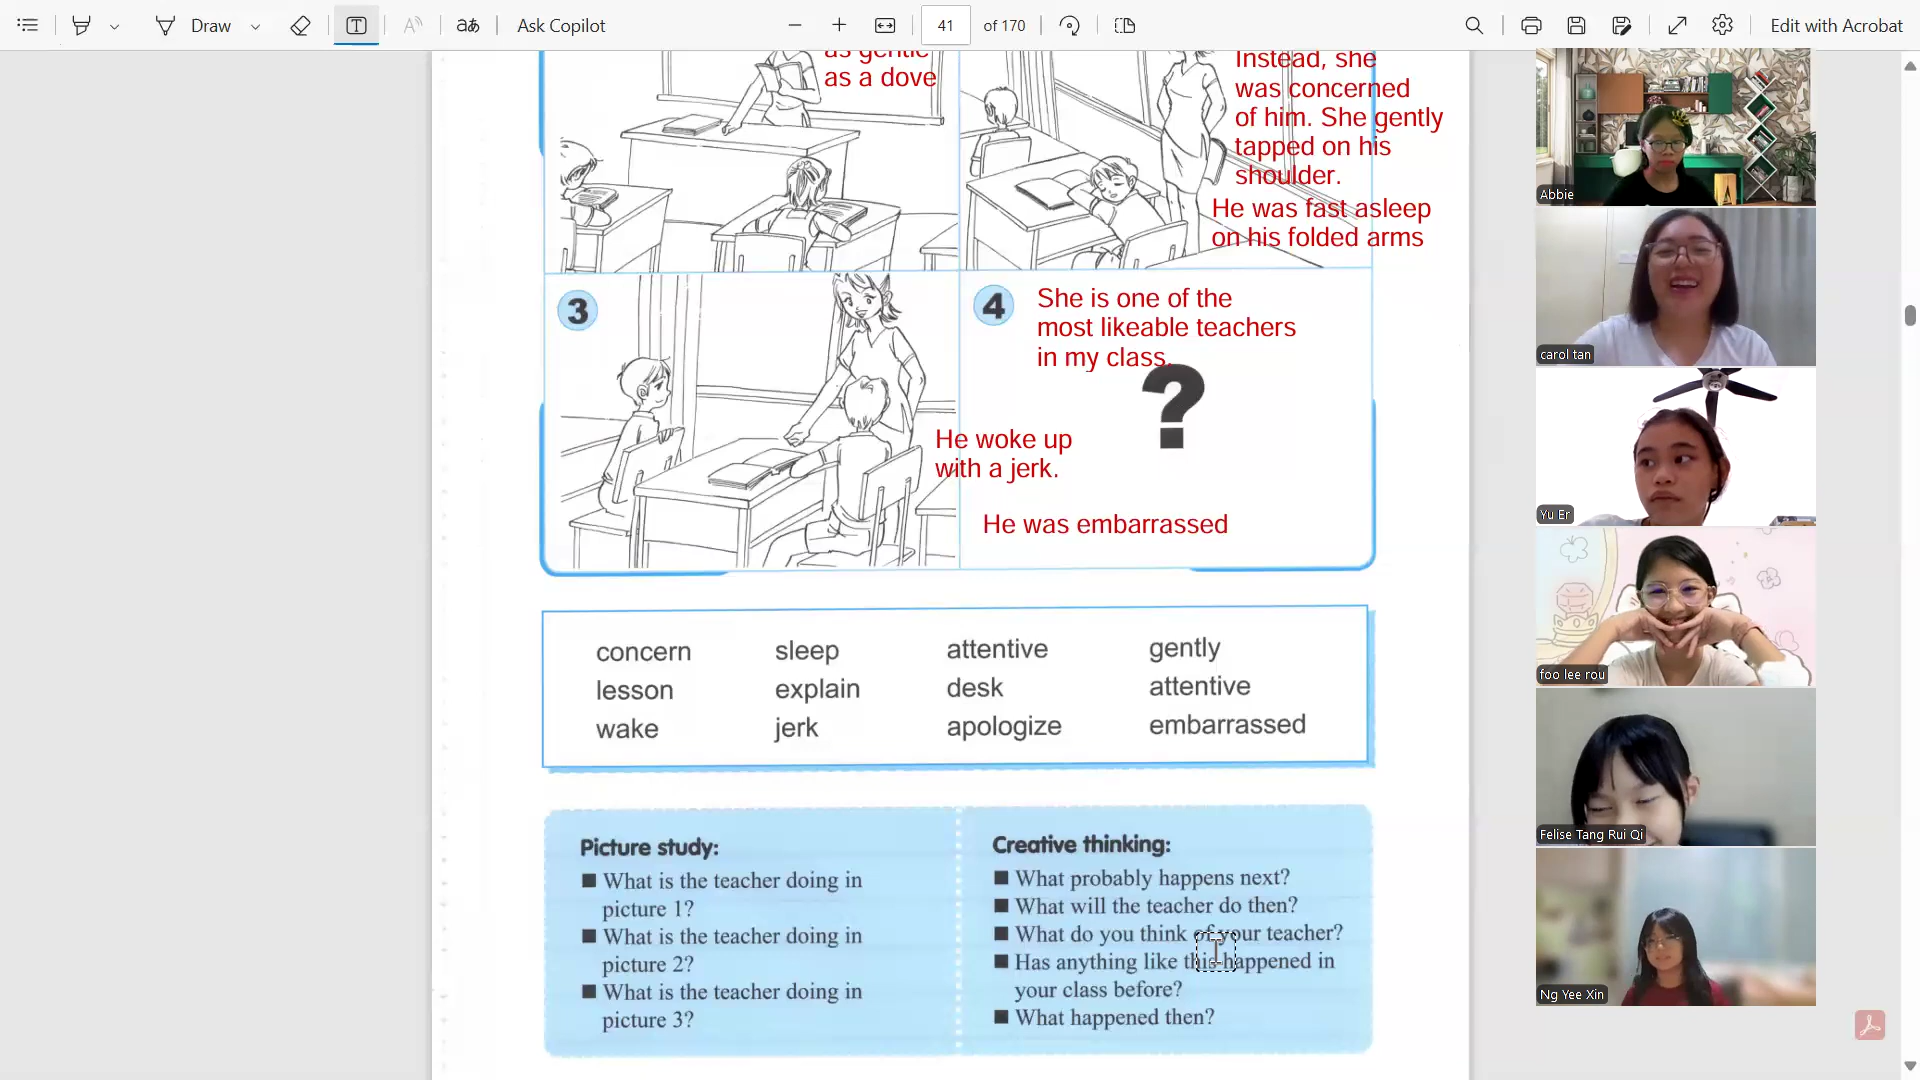 Draw
Ask Copilot
41 of 170
Edit with Acrobat
as gentle
as a dove
Instead, she
was concerned
of him. She gently
tapped on his
shoulder.
He was fast asleep
on his folded arms
3
4
She is one of the
most likeable teachers
in my class.
?
He woke up
with a jerk.
He was embarrassed
concern sleep attentive gently
lesson explain desk attentive
wake jerk apologize embarrassed
Picture study:
What is the teacher doing in
picture 1?
What is the teacher doing in
picture 2?
What is the teacher doing in
picture 3?
Creative thinking:
What probably happens next?
What will the teacher do then?
What do you think of your teacher?
Has anything like this happened in
your class before?
What happened then?
Abbie
carol tan
Yu Er
foo lee rou
Felise Tang Rui Qi
Ng Yee Xin